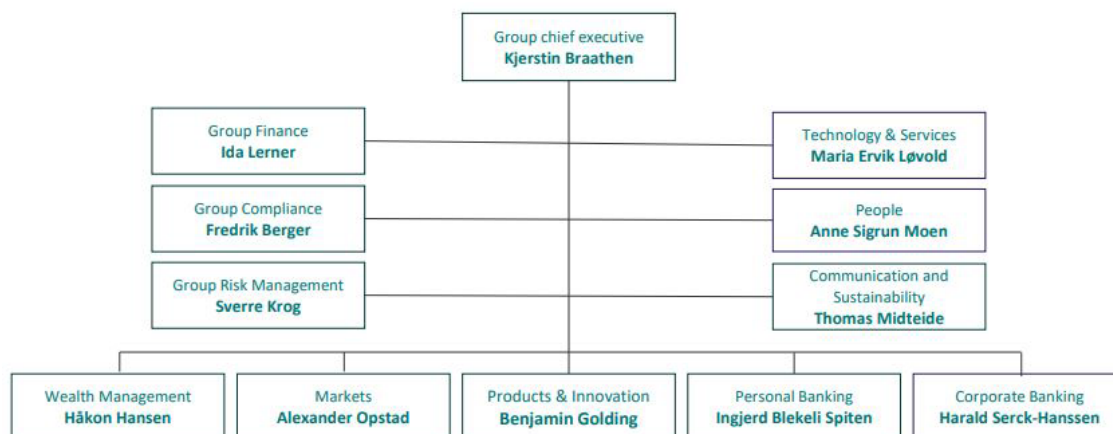 Group chief executive
Kjerstin Braathen
Group Finance
Ida Lerner
Technology & Services
Maria Ervik Løvold
Group Compliance
Fredrik Berger
People
Anne Sigrun Moen
Group Risk Management
Sverre Krog
Communication and
Sustainability
Thomas Midteide
Wealth Management
Håkon Hansen
Markets
Alexander Opstad
Products & Innovation
Benjamin Golding
Personal Banking
Ingjerd Blekeli Spiten
Corporate Banking
Harald Serck-Hanssen